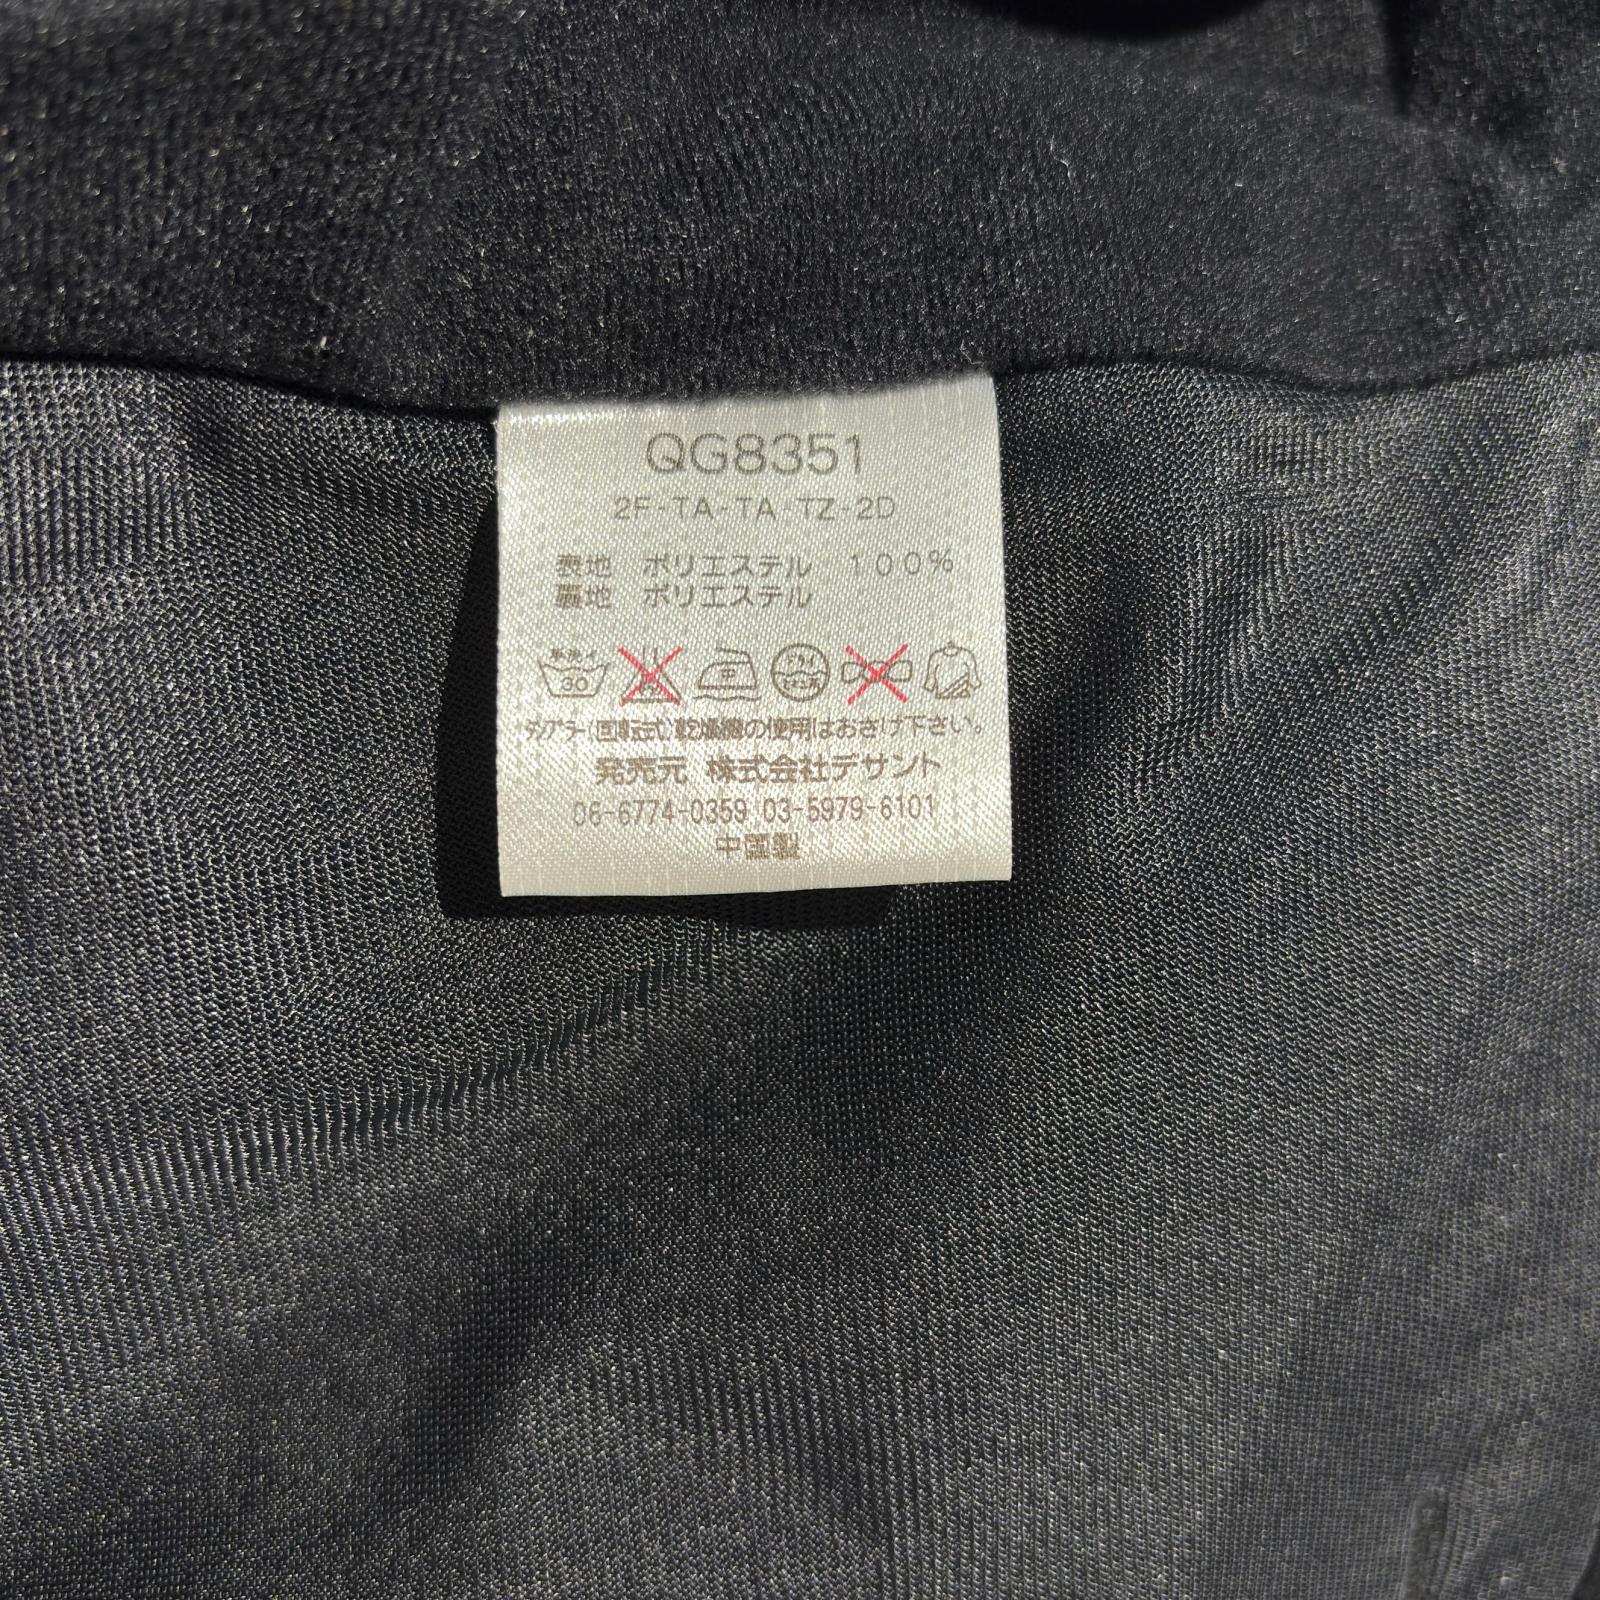 QG8351
2F-TA-TA-TZ-2D
表地 ポリエステル 100%
裏地 ポリエステル
30
タンブラー(回転式)乾燥機の使用はおさけ下さい。
発売元 株式会社デサント
06-6774-0359 03-5979-6101
中国製